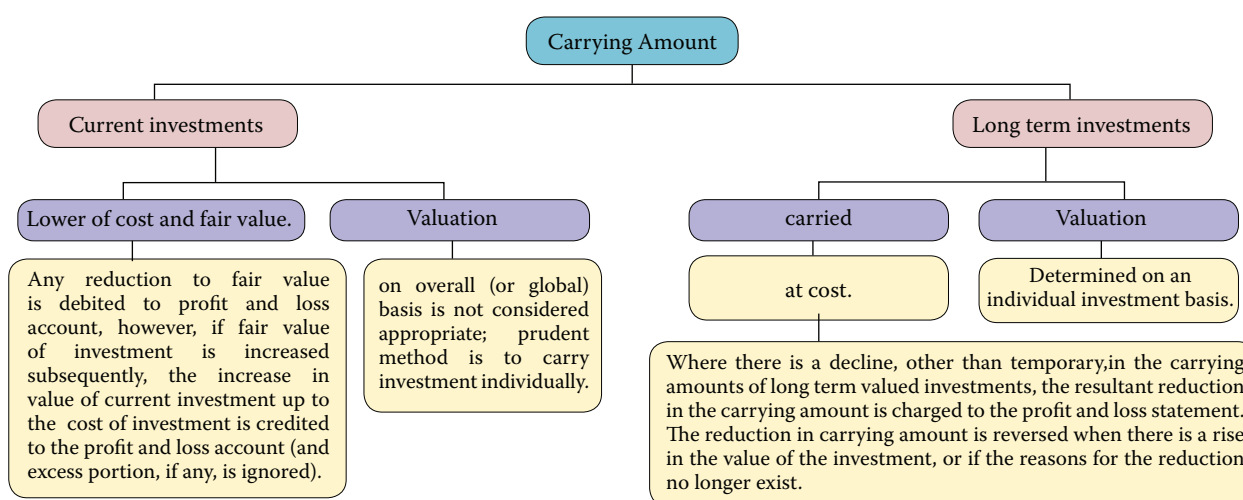 Carrying Amount
Current investments
Long term investments
Lower of cost and fair value.
Valuation
carried
Valuation
Any reduction to fair value
is debited to profit and loss
account, however, if fair value
of investment is increased
subsequently, the increase in
value of current investment up to
the cost of investment is credited
to the profit and loss account (and
excess portion, if any, is ignored).
on overall (or global)
basis is not considered
appropriate; prudent
method is to carry
investment individually.
at cost.
Determined on an
individual investment basis.
Where there is a decline, other than temporary,in the carrying
amounts of long term valued investments, the resultant reduction
in the carrying amount is charged to the profit and loss statement.
The reduction in carrying amount is reversed when there is a rise
in the value of the investment, or if the reasons for the reduction
no longer exist.